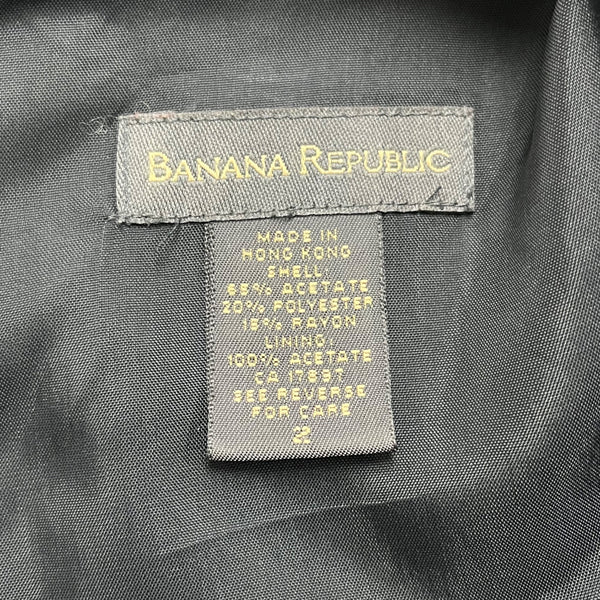 BANANA REPUBLIC
MADE IN
HONG KONG
SHELL:
65% ACETATE
20% POLYESTER
15% RAYON
LINING:
100% ACETATE
CA 17897
SEE REVERSE
FOR CARE
2